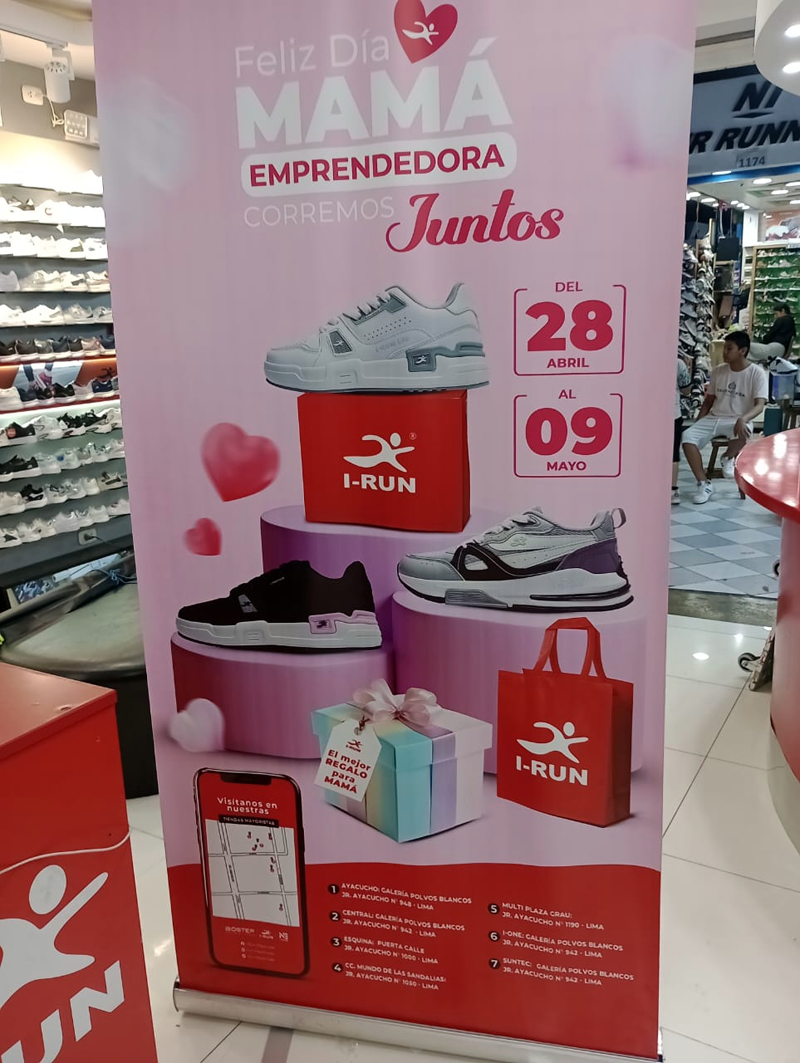 Feliz Día
MAMÁ
EMPRENDEDORA
CORREMOS Juntos
DEL
28
ABRIL
AL
09
MAYO
I-RUN
I-RUN
El mejor
REGALO
para
MAMÁ
I-RUN
Visítanos en
nuestras
TIENDAS MAYORISTAS
1 AYACUCHO: GALERÍA POLVOS BLANCOS
JR. AYACUCHO N° 948 - LIMA
2 CENTRAL: GALERÍA POLVOS BLANCOS
JR. AYACUCHO N° 942 - LIMA
3 ESQUINA: PUERTA CALLE
JR. AYACUCHO N° 1000 - LIMA
4 CC. MUNDO DE LAS SANDALIAS:
JR. AYACUCHO N° 1050 - LIMA
5 MULTI PLAZA GRAU:
JR. AYACUCHO N° 1190 - LIMA
6 I-ONE: GALERÍA POLVOS BLANCOS
JR. AYACUCHO N° 942 - LIMA
7 SUNTEC: GALERÍA POLVOS BLANCOS
JR. AYACUCHO N° 942 - LIMA
UN
R RUNN
1174